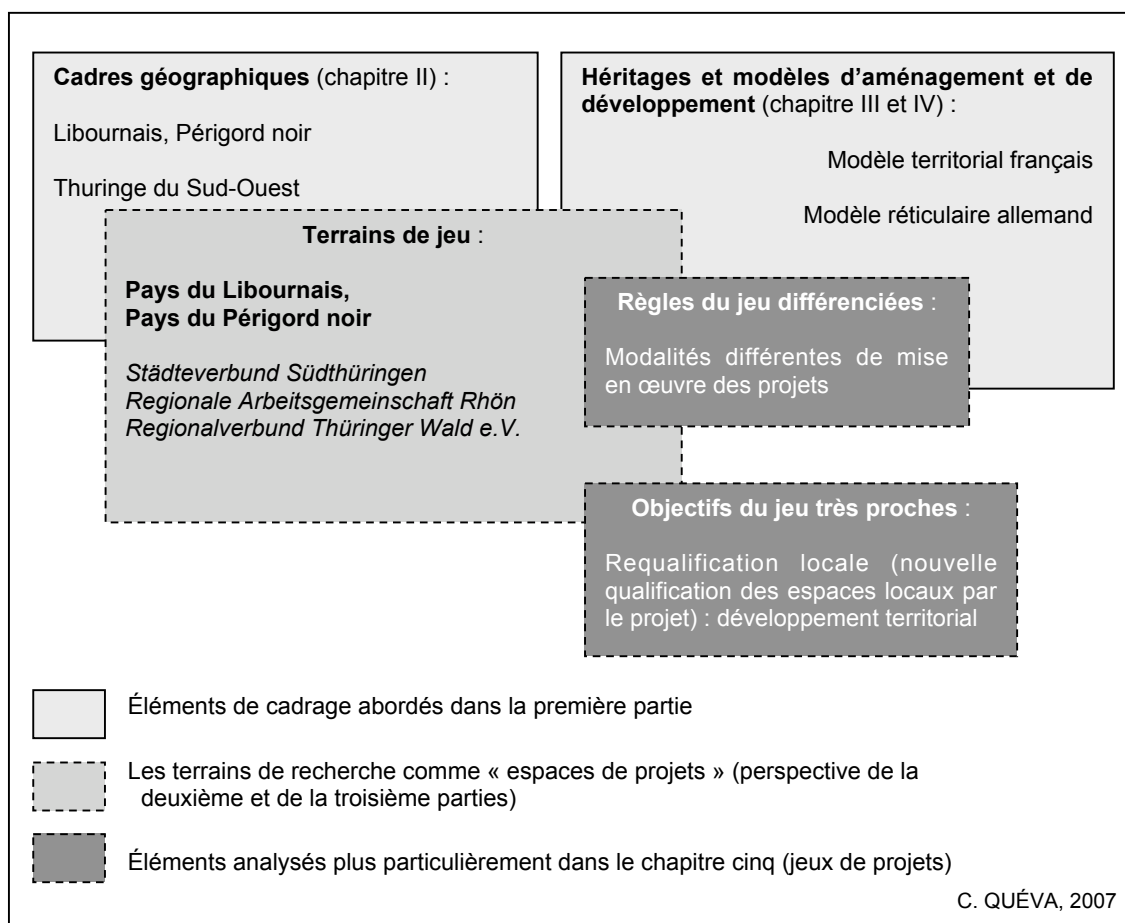 Cadres géographiques (chapitre II) :
Libournais, Périgord noir
Thuringe du Sud-Ouest
Héritages et modèles d’aménagement et de
développement (chapitre III et IV) :
Modèle territorial français
Modèle réticulaire allemand
Terrains de jeu :
Pays du Libournais,
Pays du Périgord noir
Städteverbund Südthüringen
Regionale Arbeitsgemeinschaft Rhön
Regionalverbund Thüringer Wald e.V.
Règles du jeu différenciées :
Modalités différentes de mise
en œuvre des projets
Objectifs du jeu très proches :
Requalification locale (nouvelle
qualification des espaces locaux par
le projet) : développement territorial
Éléments de cadrage abordés dans la première partie
Les terrains de recherche comme « espaces de projets » (perspective de la
deuxième et de la troisième parties)
Éléments analysés plus particulièrement dans le chapitre cinq (jeux de projets)
C. QUÉVA, 2007